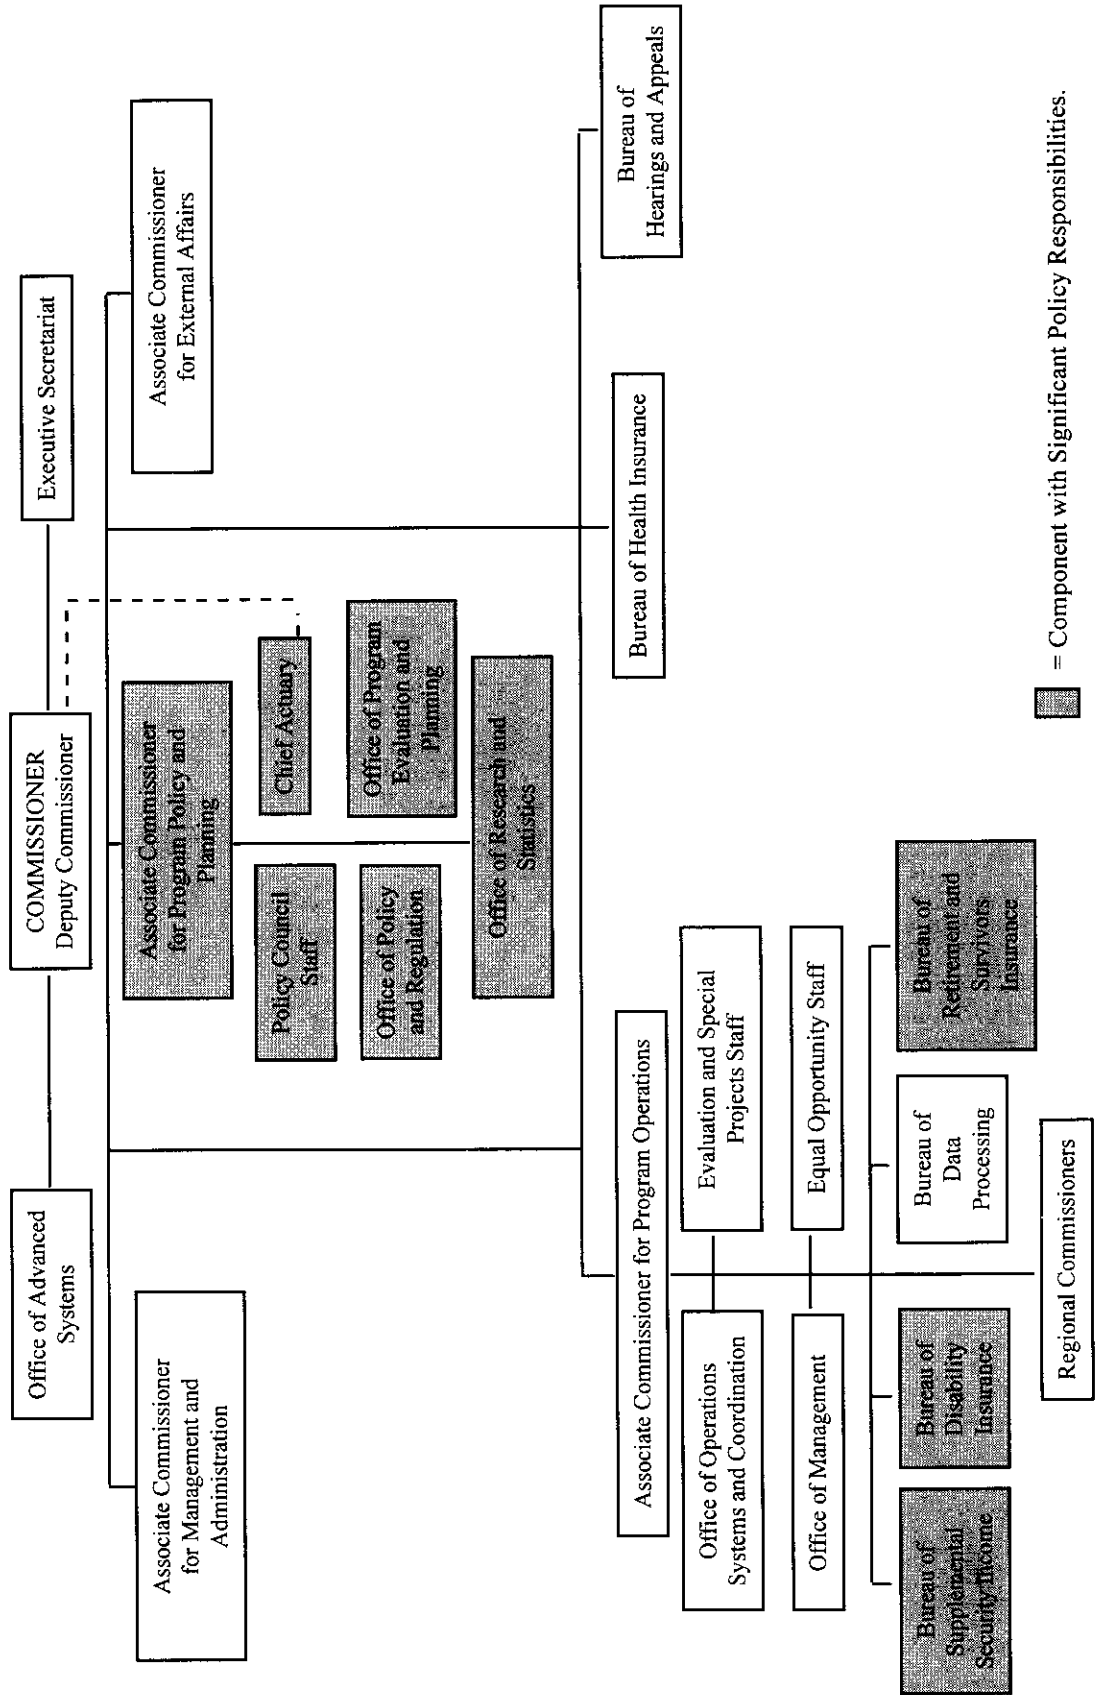 Office of Advanced
Systems
COMMISSIONER
Deputy Commissioner
Executive Secretariat
Associate Commissioner
for Management and
Administration
Associate Commissioner
for Program Policy and
Planning
Associate Commissioner
for External Affairs
Policy Council
Staff
Chief Actuary
Office of Policy
and Regulation
Office of Program
Evaluation and
Planning
Office of Research and
Statistics
Associate Commissioner for Program Operations
Bureau of Health Insurance
Bureau of
Hearings and Appeals
Office of Operations
Systems and Coordination
Evaluation and Special
Projects Staff
Office of Management
Equal Opportunity Staff
Bureau of
Supplemental
Security Income
Bureau of
Disability
Insurance
Bureau of
Data
Processing
Bureau of
Retirement and
Survivors
Insurance
Regional Commissioners
= Component with Significant Policy Responsibilities.